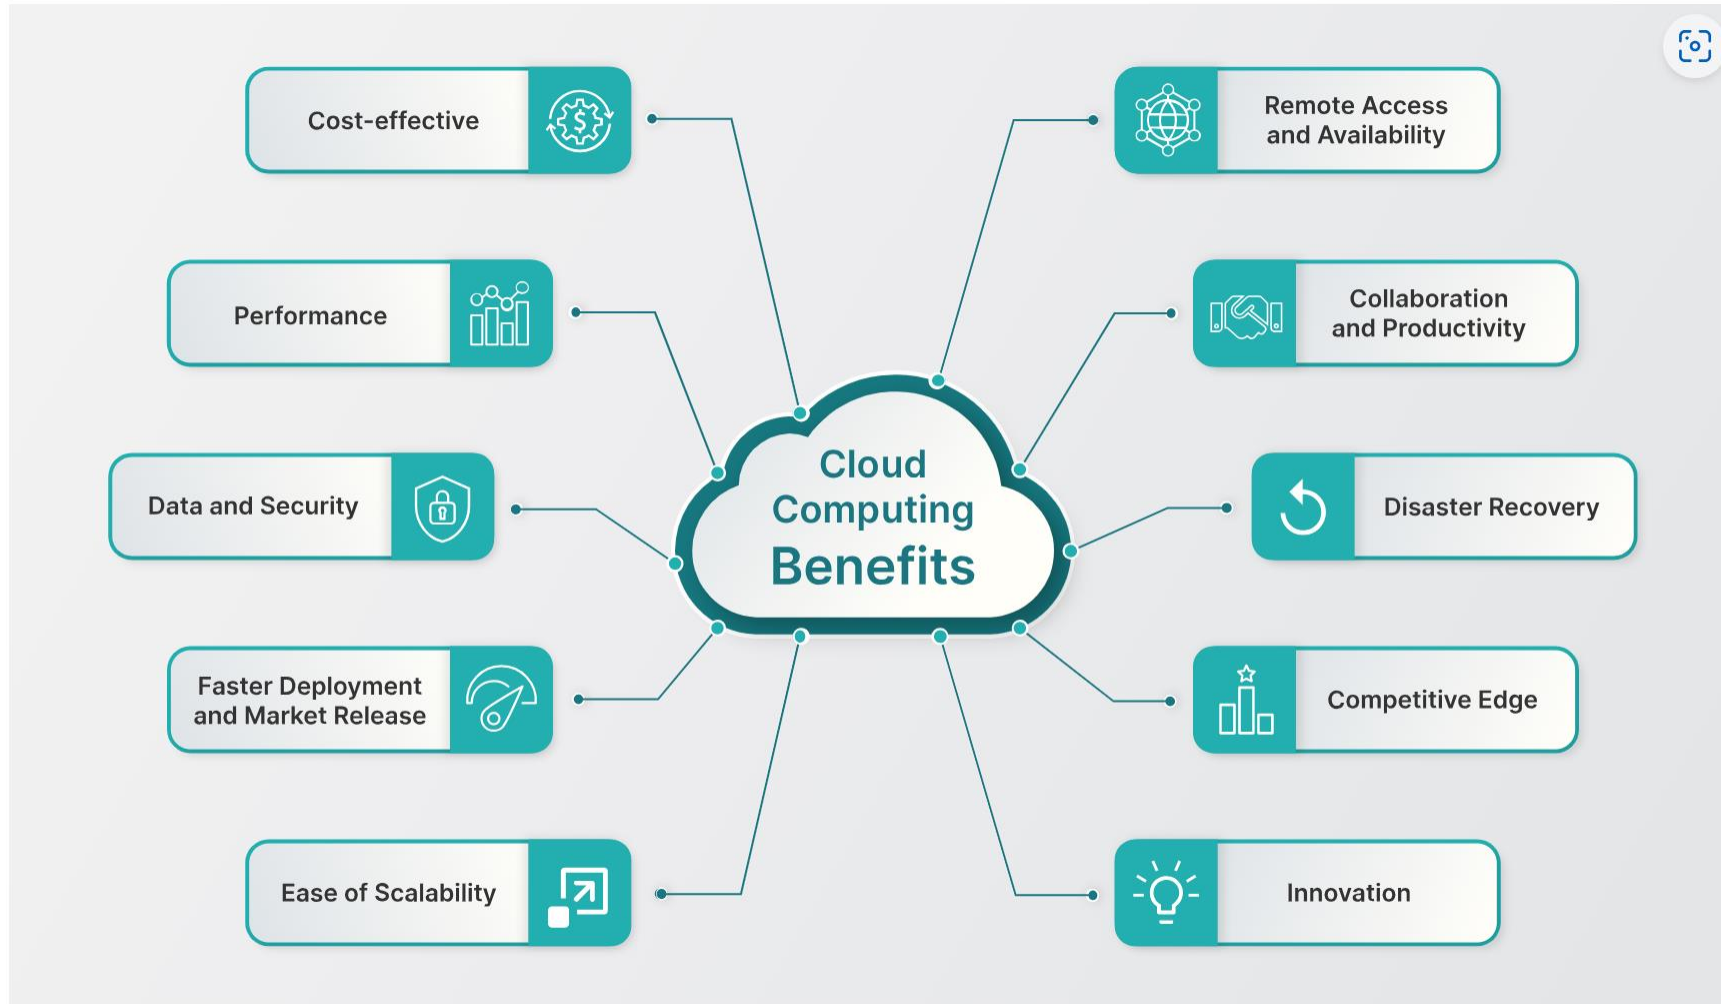 Cost-effective
Performance
Data and Security
Faster Deployment
and Market Release
Ease of Scalability
Cloud
Computing
Benefits
Remote Access
and Availability
Collaboration
and Productivity
Disaster Recovery
Competitive Edge
Innovation